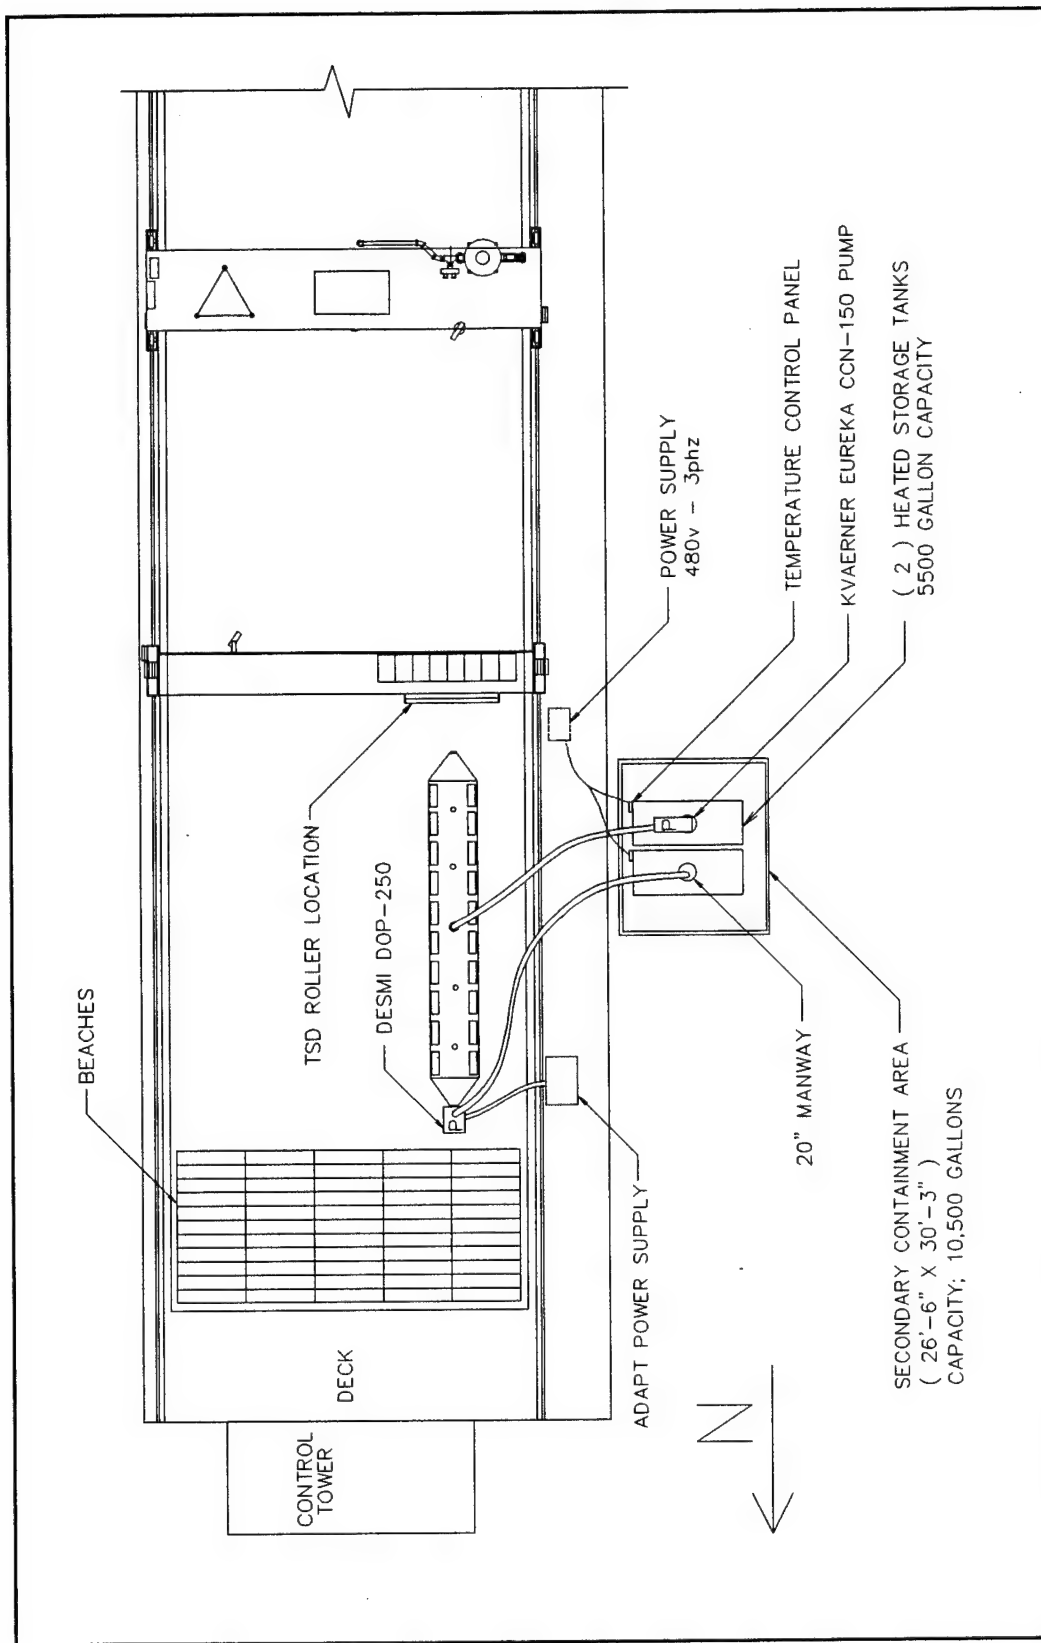 BEACHES
TSD ROLLER LOCATION
DESMI DOP-250
DECK
CONTROL
TOWER
P
P
POWER SUPPLY
480v - 3phz
TEMPERATURE CONTROL PANEL
KVAERNER EUREKA CCN-150 PUMP
( 2 ) HEATED STORAGE TANKS
5500 GALLON CAPACITY
ADAPT POWER SUPPLY
20" MANWAY
SECONDARY CONTAINMENT AREA
( 26'-6" X 30'-3" )
CAPACITY; 10,500 GALLONS
N